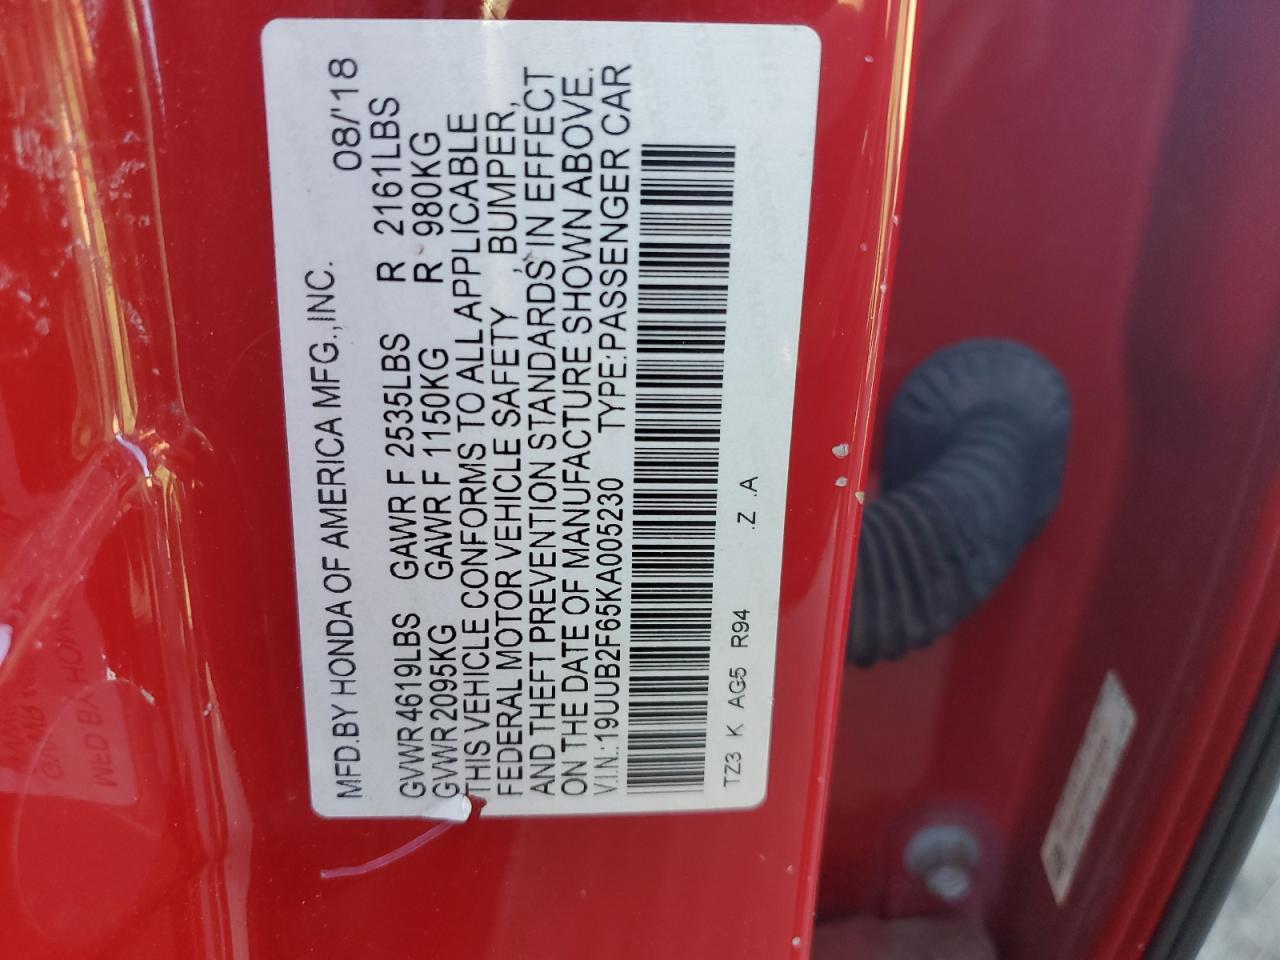 MFD.BY HONDA OF AMERICA MFG.,INC. 08/'18
GVWR 4619LBS GAWR F 2535LBS R 2161LBS
GVWR 2095KG GAWR F 1150KG R 980KG
THIS VEHICLE CONFORMS TO ALL APPLICABLE
FEDERAL MOTOR VEHICLE SAFETY , BUMPER,
AND THEFT PREVENTION STANDARDS IN EFFECT
ON THE DATE OF MANUFACTURE SHOWN ABOVE.
V.I.N.:19UUB2F65KA005230 TYPE:PASSENGER CAR
TZ3 K AG5 R94 .Z .A